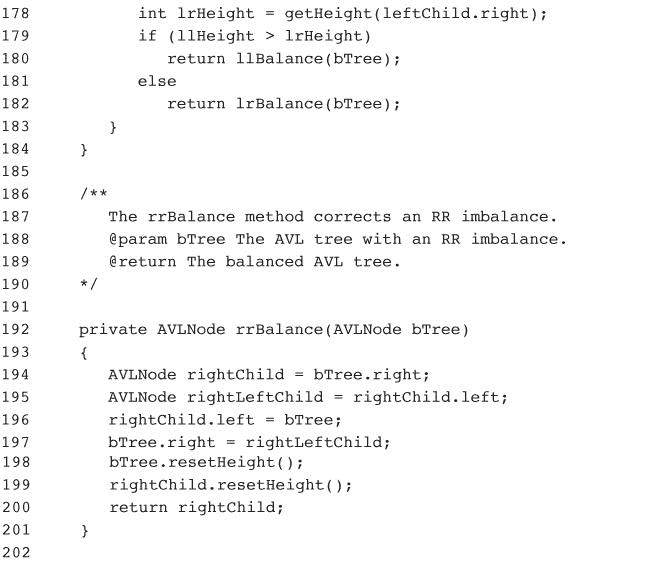 178 int lrHeight = getHeight(leftChild.right);
179 if (llHeight > lrHeight)
180 return llBalance(bTree);
181 else
182 return lrBalance(bTree);
183 }
184 }
185
186 /**
187 The rrBalance method corrects an RR imbalance.
188 @param bTree The AVL tree with an RR imbalance.
189 @return The balanced AVL tree.
190 */
191
192 private AVLNode rrBalance(AVLNode bTree)
193 {
194 AVLNode rightChild = bTree.right;
195 AVLNode rightLeftChild = rightChild.left;
196 rightChild.left = bTree;
197 bTree.right = rightLeftChild;
198 bTree.resetHeight();
199 rightChild.resetHeight();
200 return rightChild;
201 }
202